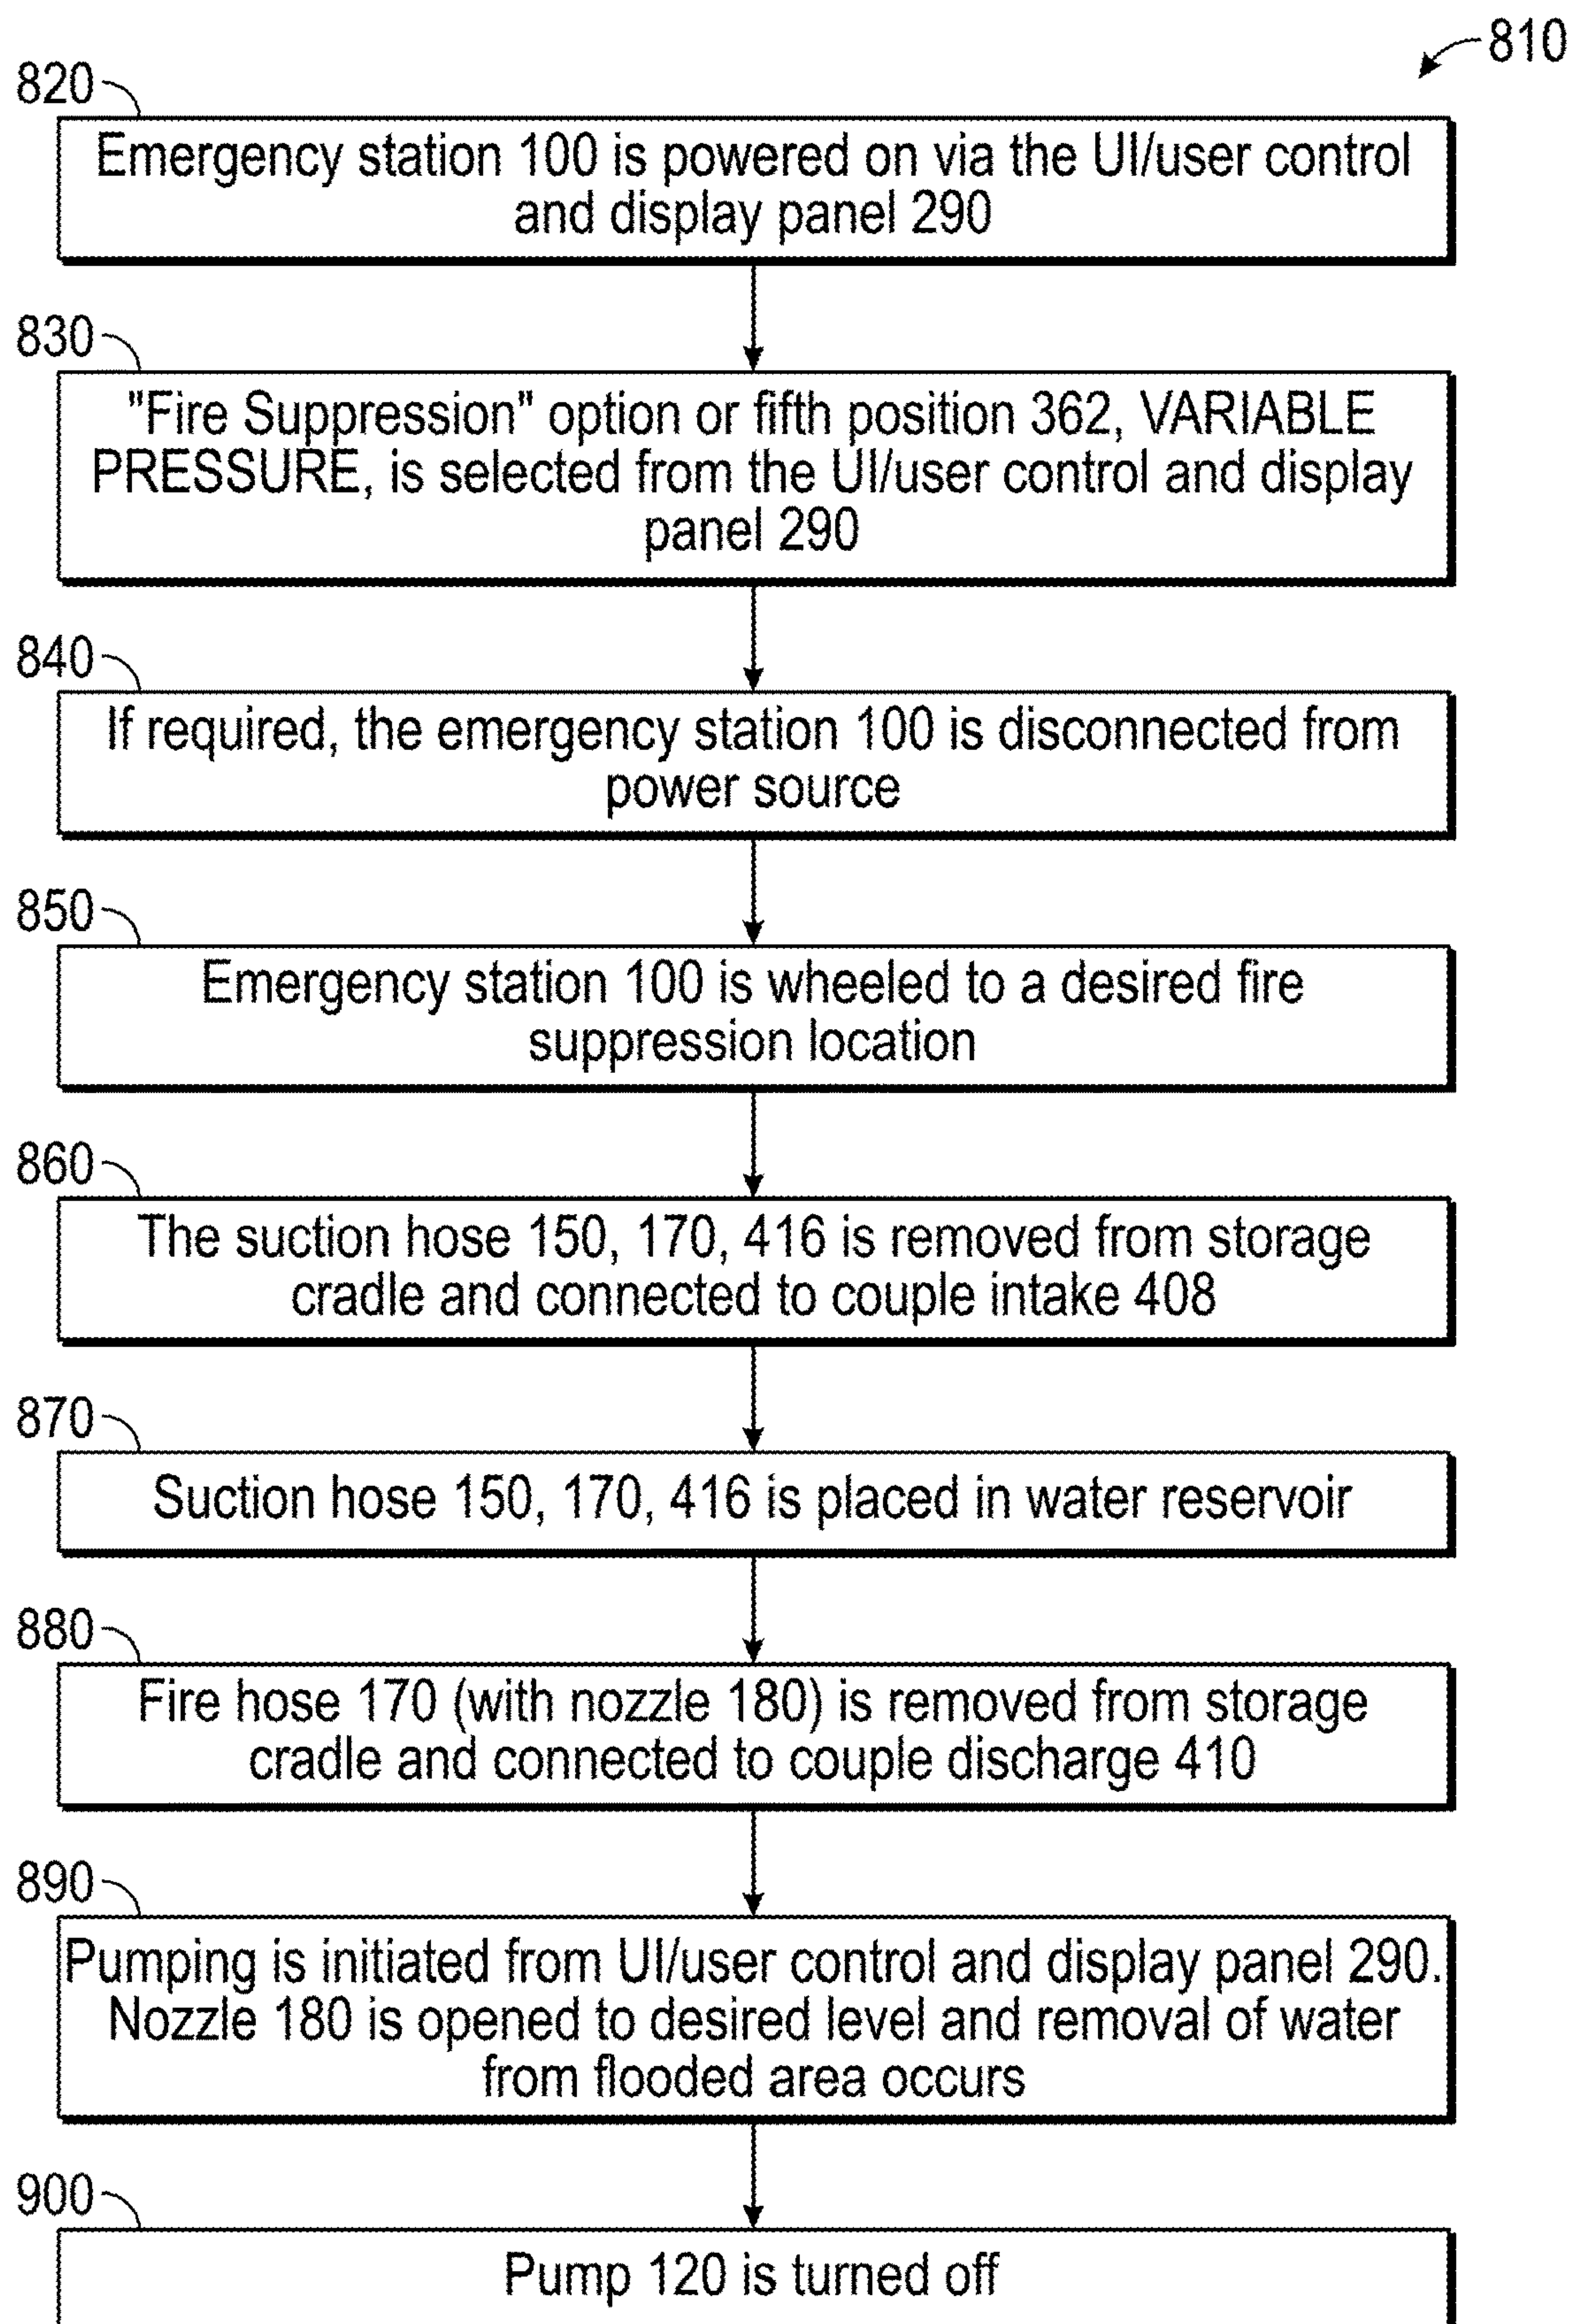 810
820
Emergency station 100 is powered on via the UI/user control
and display panel 290
830
"Fire Suppression" option or fifth position 362, VARIABLE
PRESSURE, is selected from the UI/user control and display
panel 290
840
If required, the emergency station 100 is disconnected from
power source
850
Emergency station 100 is wheeled to a desired fire
suppression location
860
The suction hose 150, 170, 416 is removed from storage
cradle and connected to couple intake 408
870
Suction hose 150, 170, 416 is placed in water reservoir
880
Fire hose 170 (with nozzle 180) is removed from storage
cradle and connected to couple discharge 410
890
Pumping is initiated from UI/user control and display panel 290.
Nozzle 180 is opened to desired level and removal of water
from flooded area occurs
900
Pump 120 is turned off